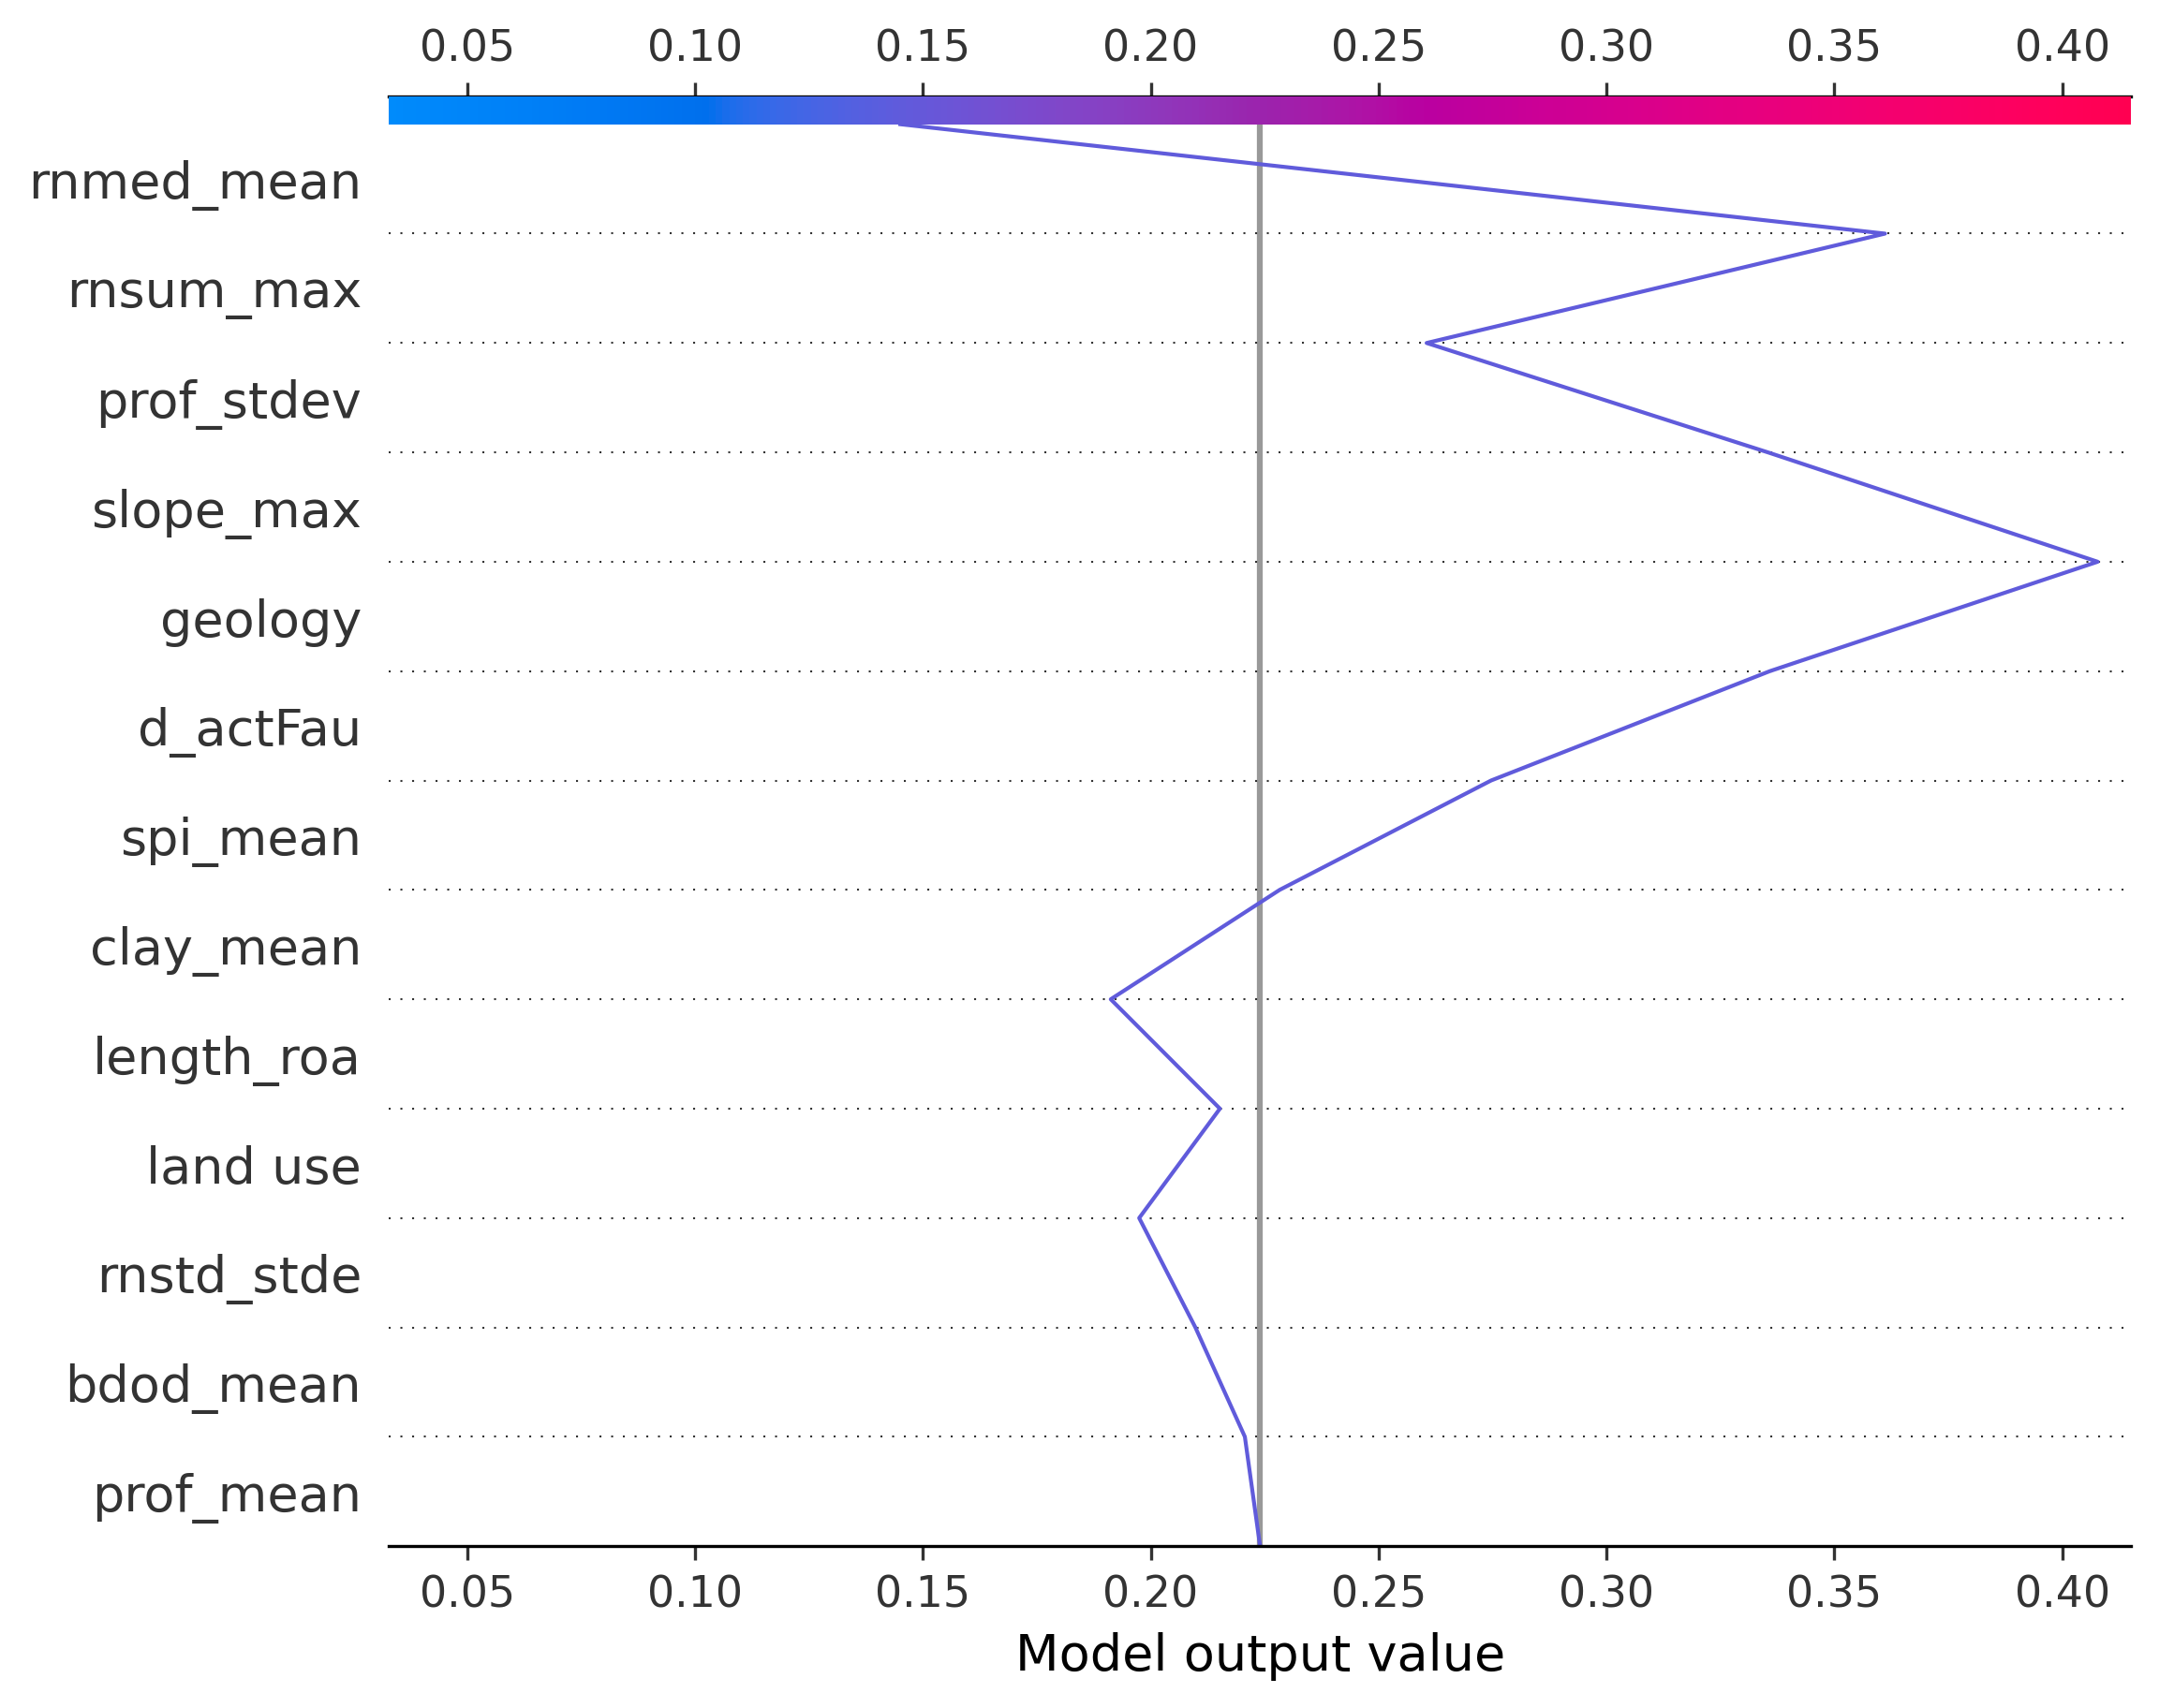 0.05 0.10 0.15 0.20 0.25 0.30 0.35 0.40
rnmed_mean
rnsum_max
prof_stdev
slope_max
geology
d_actFau
spi_mean
clay_mean
length_roa
land use
rnstd_stde
bdod_mean
prof_mean
0.05 0.10 0.15 0.20 0.25 0.30 0.35 0.40
Model output value